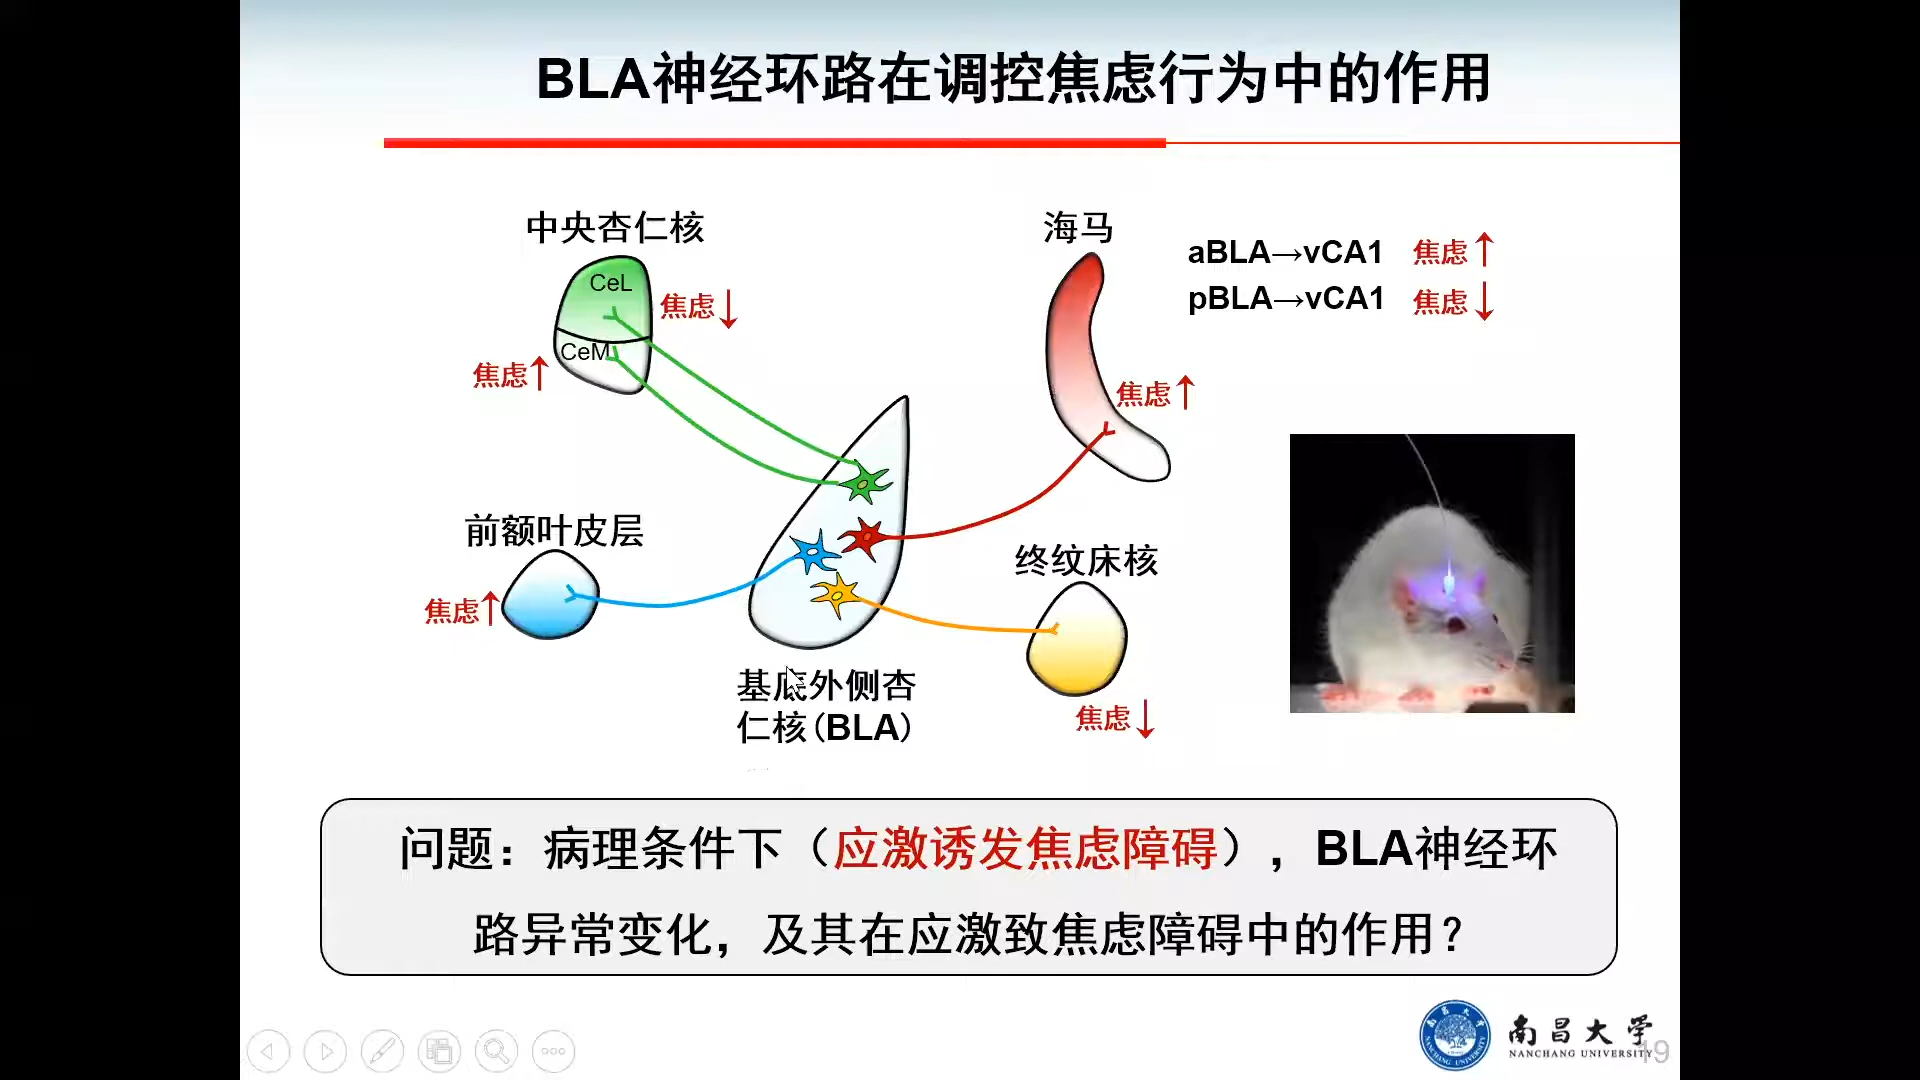 BLA神经环路在调控焦虑行为中的作用
中央杏仁核
CeL
焦虑↓
CeM
焦虑↑
海马
aBLA→vCA1 焦虑↑
pBLA→vCA1 焦虑↓
焦虑↑
前额叶皮层
焦虑↑
终纹床核
焦虑↓
基底外侧杏
仁核(BLA)
问题：病理条件下（应激诱发焦虑障碍），BLA神经环
路异常变化，及其在应激致焦虑障碍中的作用？
南昌大学
NANCHANG UNIVERSITY
19